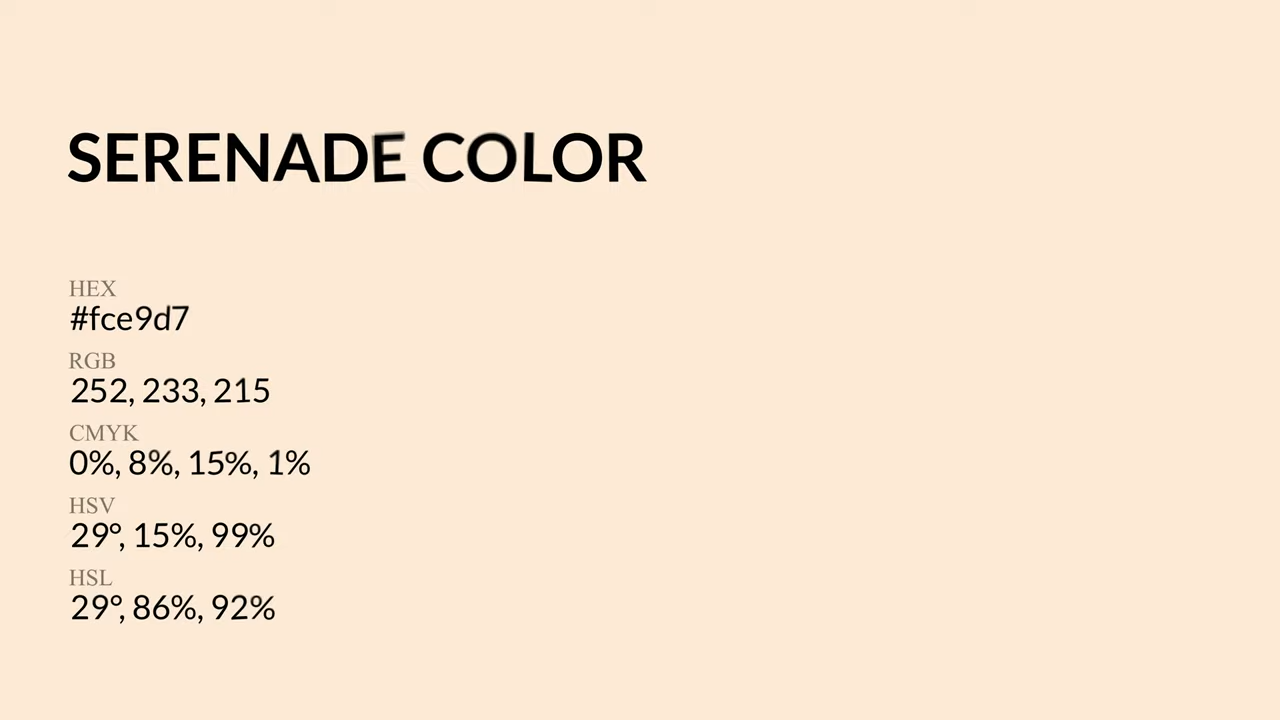 SERENADE COLOR
HEX
#fce9d7
RGB
252, 233, 215
CMYK
0%, 8%, 15%, 1%
HSV
29°, 15%, 99%
HSL
29°, 86%, 92%